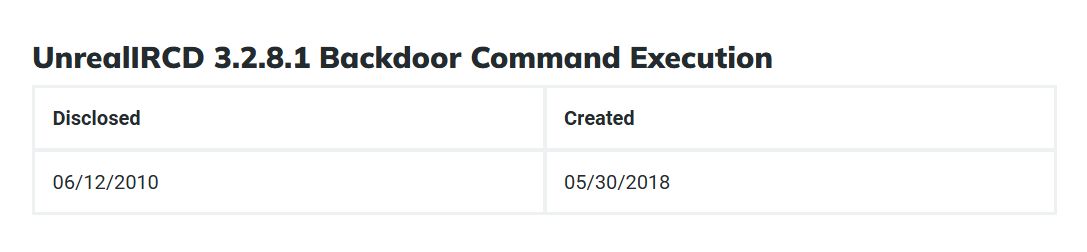 UnrealIRCD 3.2.8.1 Backdoor Command Execution
Disclosed Created
06/12/2010 05/30/2018